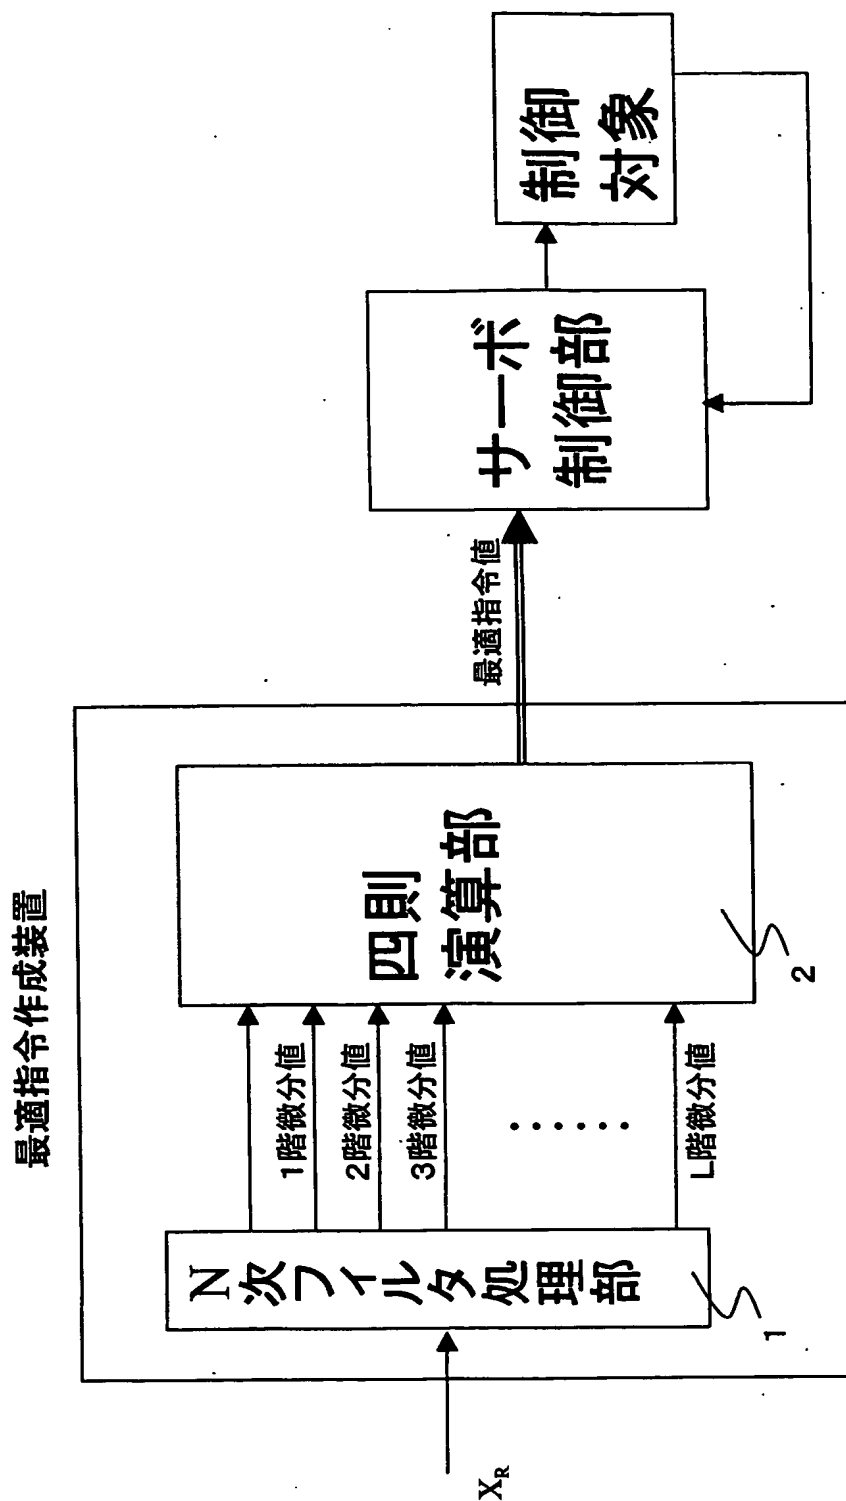 最適指令作成装置
X_R
N次フィルタ処理部
1
1階微分値
2階微分値
3階微分値
・・・・・・
L階微分値
四則
演算部
2
最適指令値
サーボ
制御部
制御
対象